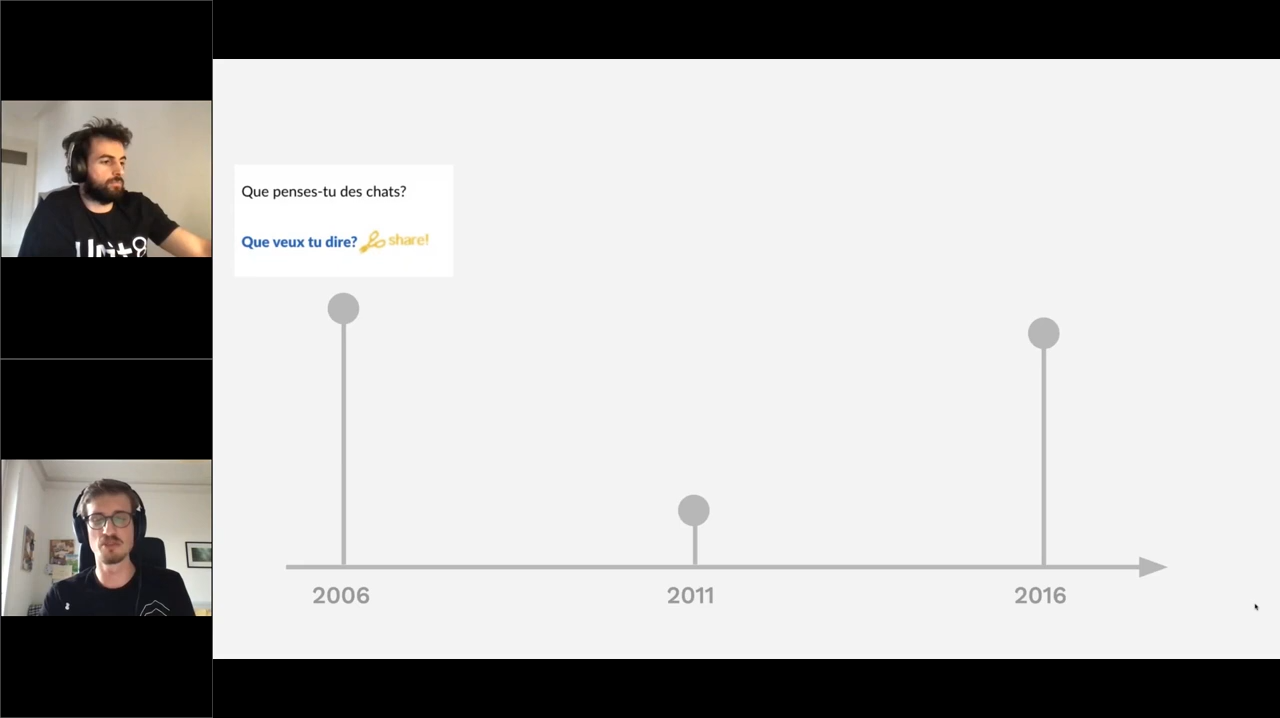 Que penses-tu des chats?
Que veux tu dire? share!
2006
2011
2016